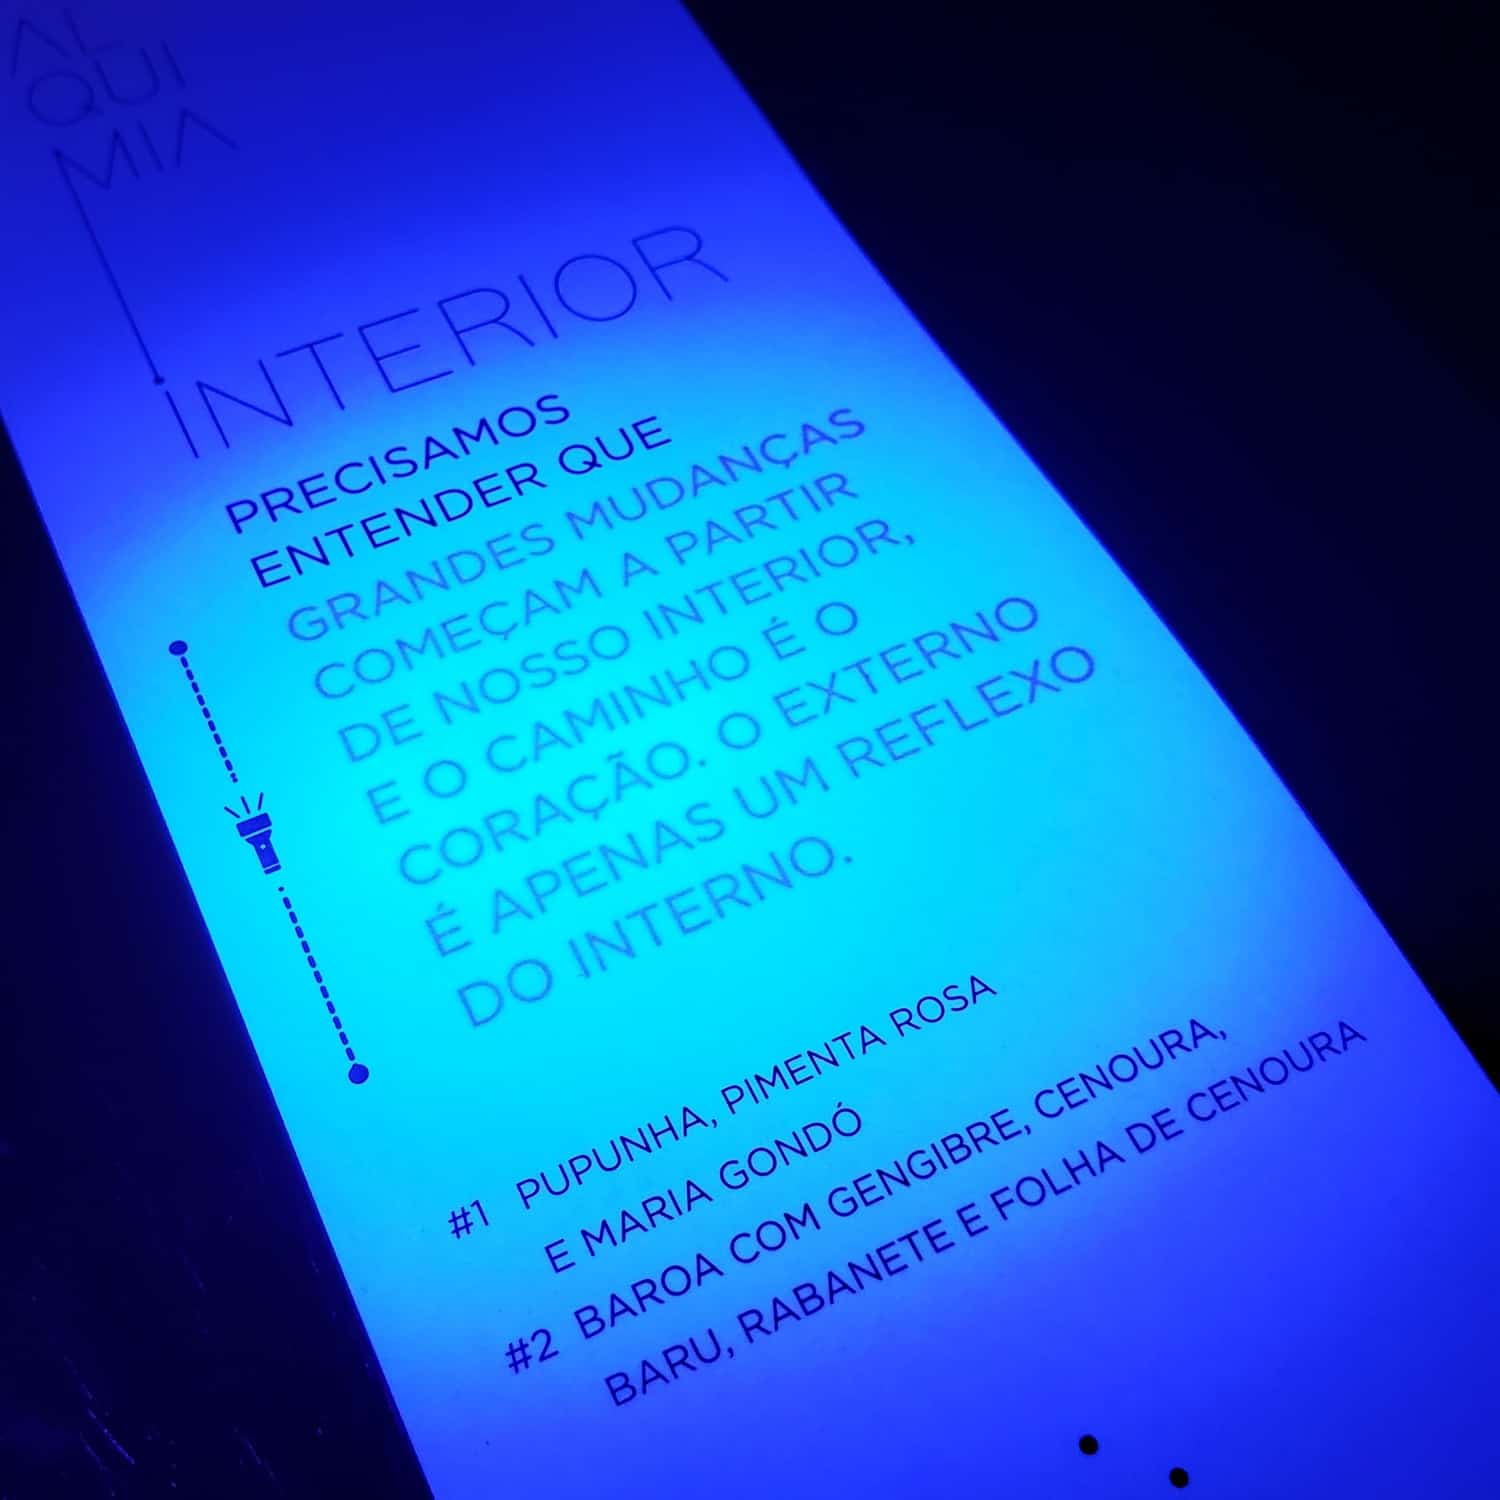 AL
QUI
MIA
INTERIOR
PRECISAMOS
ENTENDER QUE
GRANDES MUDANÇAS
COMEÇAM A PARTIR
DE NOSSO INTERIOR,
E O CAMINHO É O
CORAÇÃO. O EXTERNO
É APENAS UM REFLEXO
DO INTERNO.
#1 PUPUNHA, PIMENTA ROSA
E MARIA GONDÓ
#2 BAROA COM GENGIBRE, CENOURA,
BARU, RABANETE E FOLHA DE CENOURA